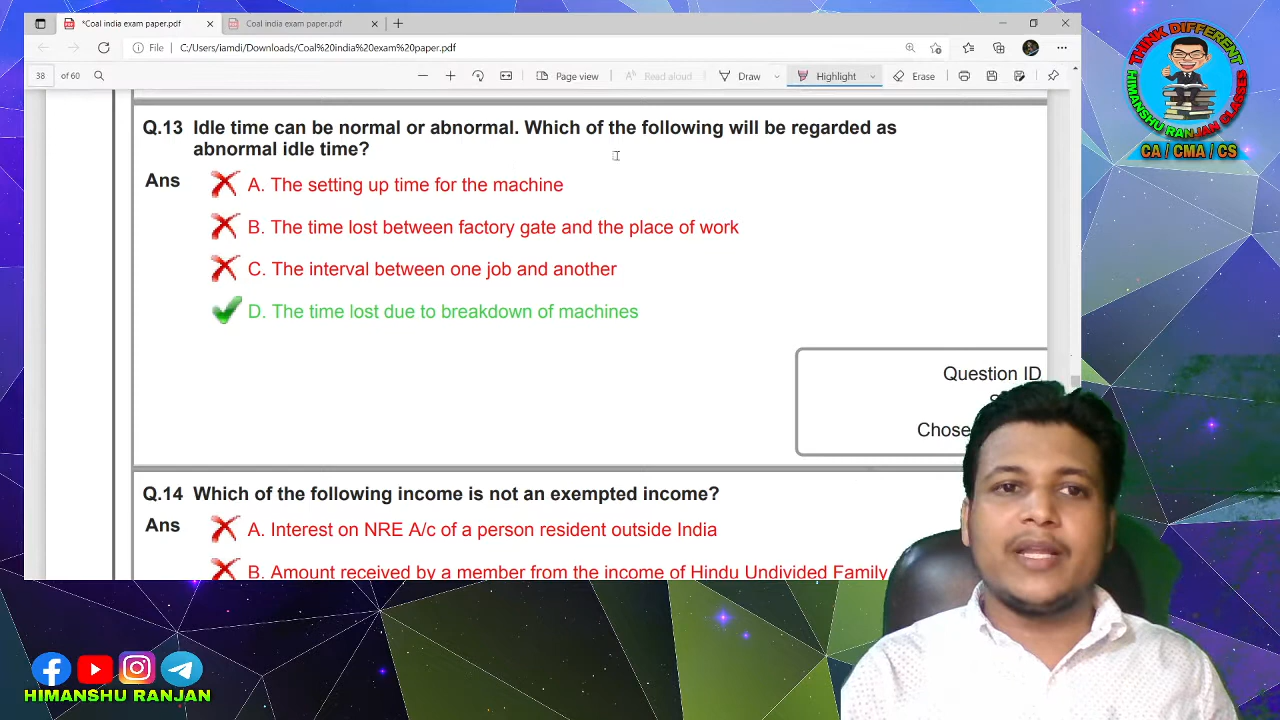 *Coal india exam paper.pdf
Coal india exam paper.pdf
File
C:/Users/iamdi/Downloads/Coal%20india%20exam%20paper.pdf
38 of 60
Page view
Read aloud
Draw
Highlight
Erase
Q.13 Idle time can be normal or abnormal. Which of the following will be regarded as
abnormal idle time?
Ans
A. The setting up time for the machine
B. The time lost between factory gate and the place of work
C. The interval between one job and another
D. The time lost due to breakdown of machines
Question ID
Chose
Q.14 Which of the following income is not an exempted income?
Ans
A. Interest on NRE A/c of a person resident outside India
B. Amount received by a member from the income of Hindu Undivided Family
THINK DIFFERENT
HIMANSHU RANJAN CLASSES
CA / CMA / CS
HIMANSHU RANJAN